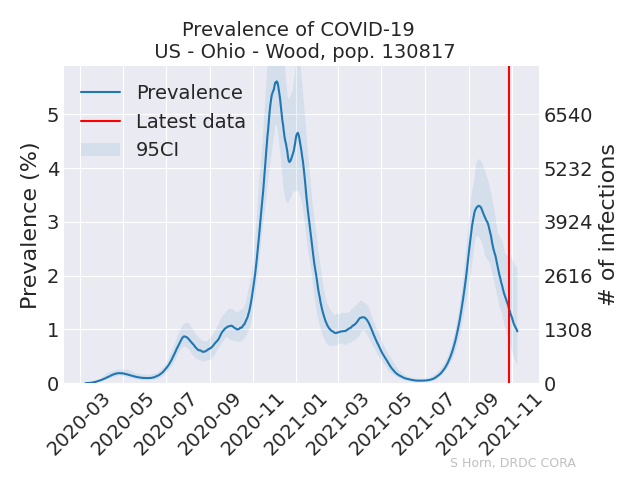 Prevalence of COVID-19
US - Ohio - Wood, pop. 130817
Prevalence
Latest data
95CI
Prevalence (%)
5
4
3
2
1
0
# of infections
6540
5232
3924
2616
1308
0
2020-03
2020-05
2020-07
2020-09
2020-11
2021-01
2021-03
2021-05
2021-07
2021-09
2021-11
S Horn, DRDC CORA